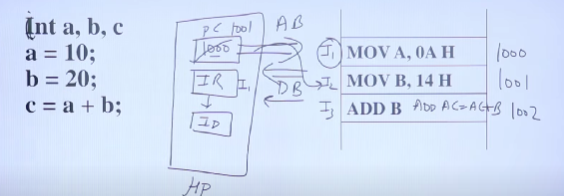 Int a, b, c
a = 10;
b = 20;
c = a + b;
PC 1001
1000
IR I₁
ID
MP
AB
DB
I₁ MOV A, 0A H 1000
I₂ MOV B, 14 H 1001
I₃ ADD B ADD AC=AC+B 1002